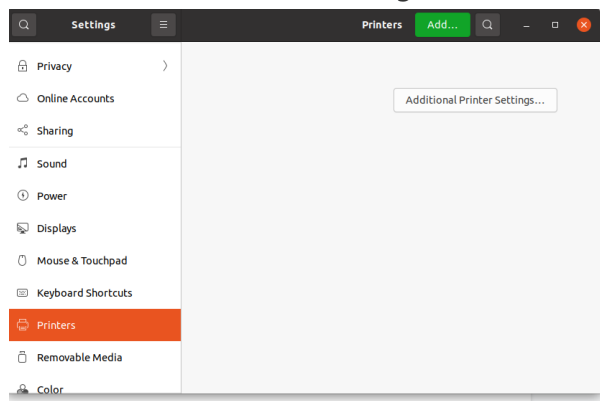 Settings
Printers
Add...
Privacy
Online Accounts
Additional Printer Settings...
Sharing
Sound
Power
Displays
Mouse & Touchpad
Keyboard Shortcuts
Printers
Removable Media
Color